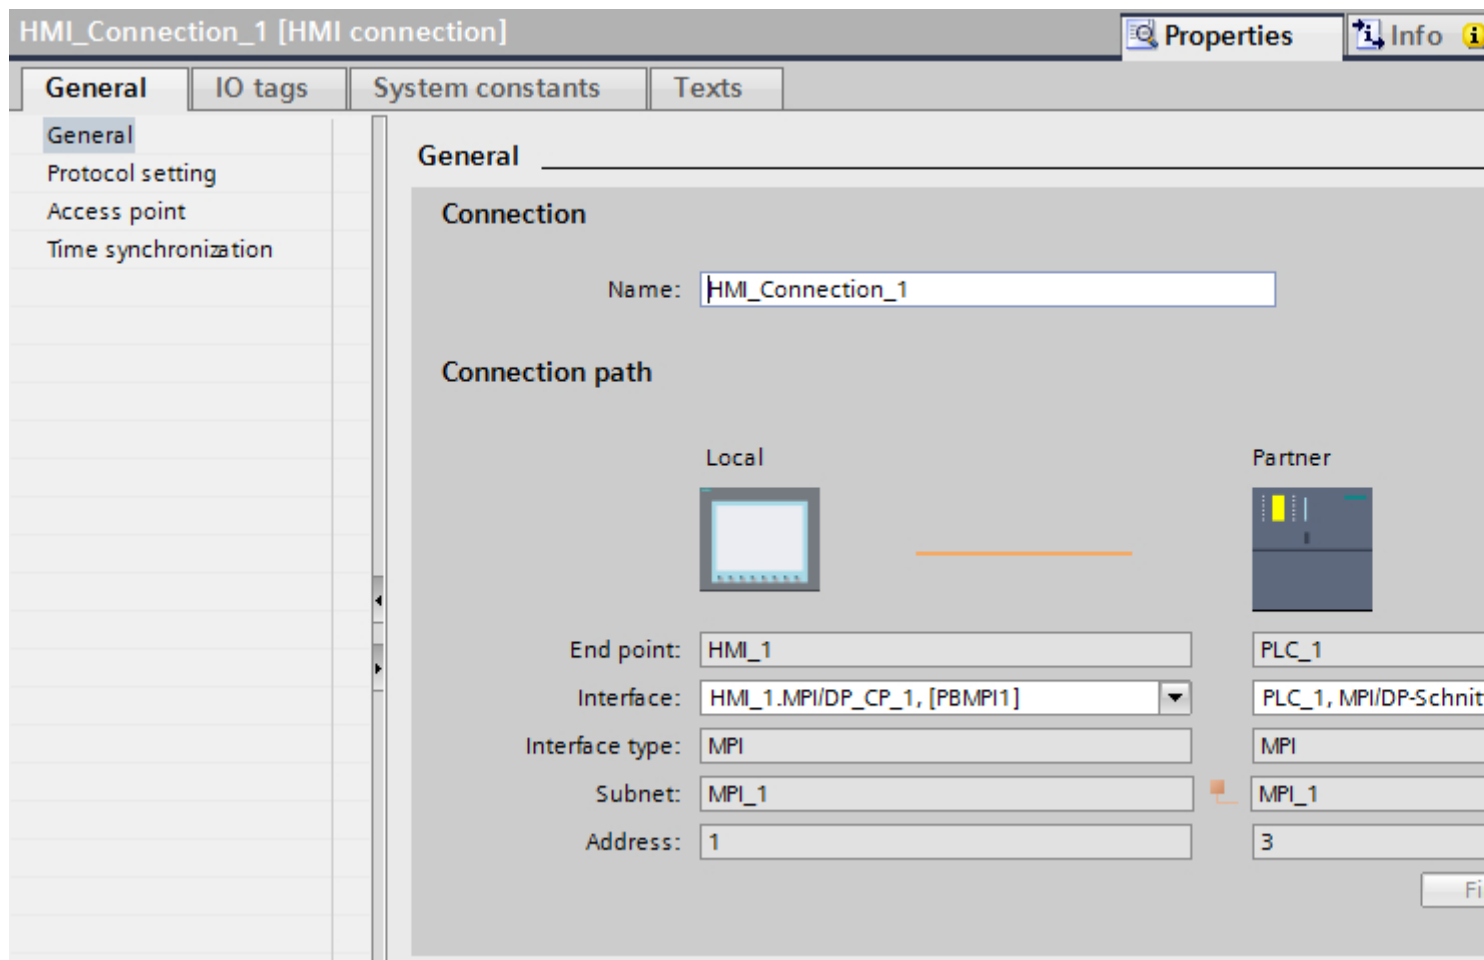 HMI_Connection_1 [HMI connection]
Properties
Info
General
IO tags
System constants
Texts
General
Protocol setting
Access point
Time synchronization
General
Connection
Name: HMI_Connection_1
Connection path
Local Partner
End point: HMI_1 PLC_1
Interface: HMI_1.MPI/DP_CP_1, [PBMPI1] PLC_1, MPI/DP-Schnit
Interface type: MPI MPI
Subnet: MPI_1 MPI_1
Address: 1 3
Fi